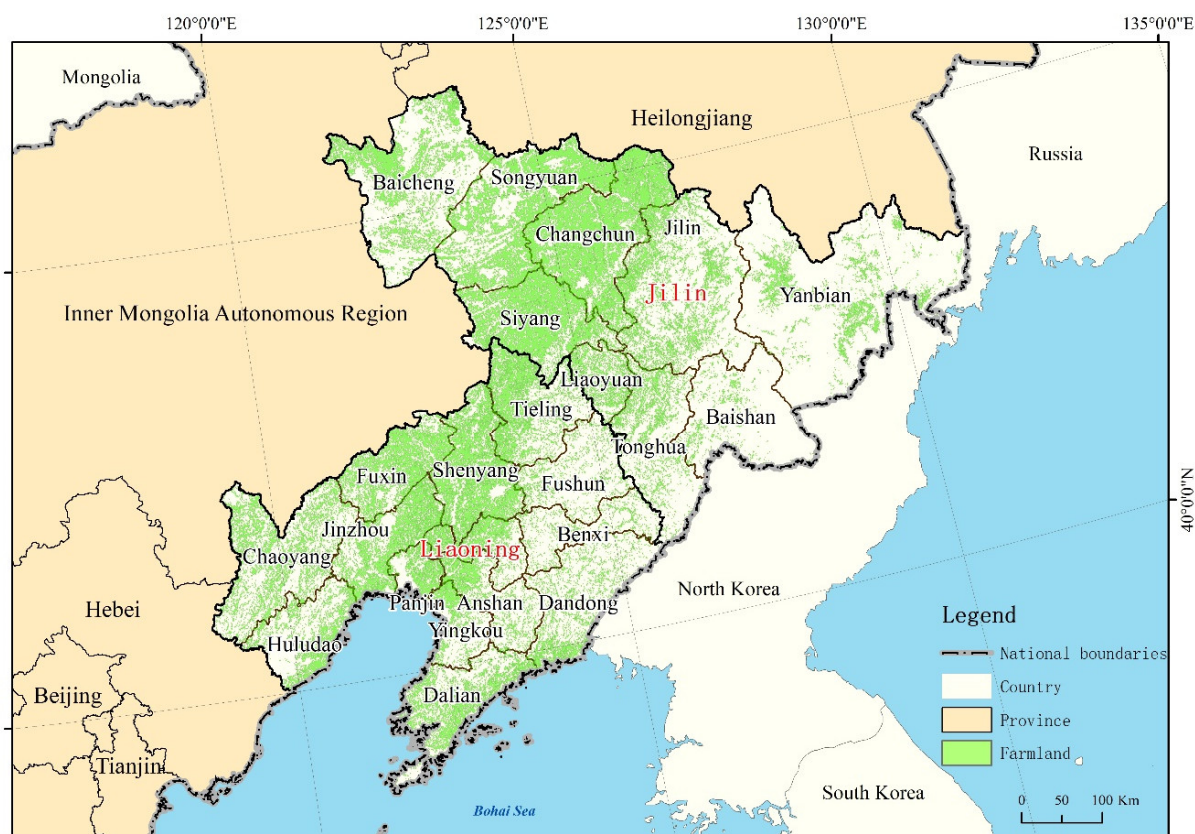 120°0'0"E
125°0'0"E
130°0'0"E
135°0'0"E
Mongolia
Heilongjiang
Russia
Baicheng
Songyuan
Changchun
Jilin
Jilin
Yanbian
Inner Mongolia Autonomous Region
Siyang
Liaoyuan
Tieling
Baishan
Tonghua
Fuxin
Shenyang
Fushun
40°0'0"N
Jinzhou
Benxi
Chaoyang
Liaoning
North Korea
Hebei
Panjin
Anshan
Dandong
Yingkou
Huludao
Beijing
Dalian
Tianjin
South Korea
Bohai Sea
Legend
National boundaries
Country
Province
Farmland
0 50 100 Km